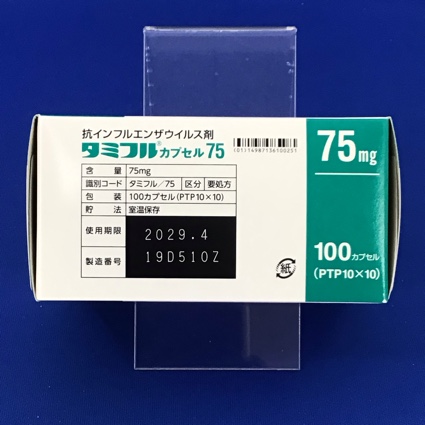 抗インフルエンザウイルス剤
タミフル®カプセル75
(01)14987136100251
含量 75mg
識別コード タミフル/75 区分 要処方
包装 100カプセル(PTP10×10)
貯法 室温保存
使用期限 2029.4
製造番号 19D510Z
紙
75mg
100カプセル
(PTP10×10)